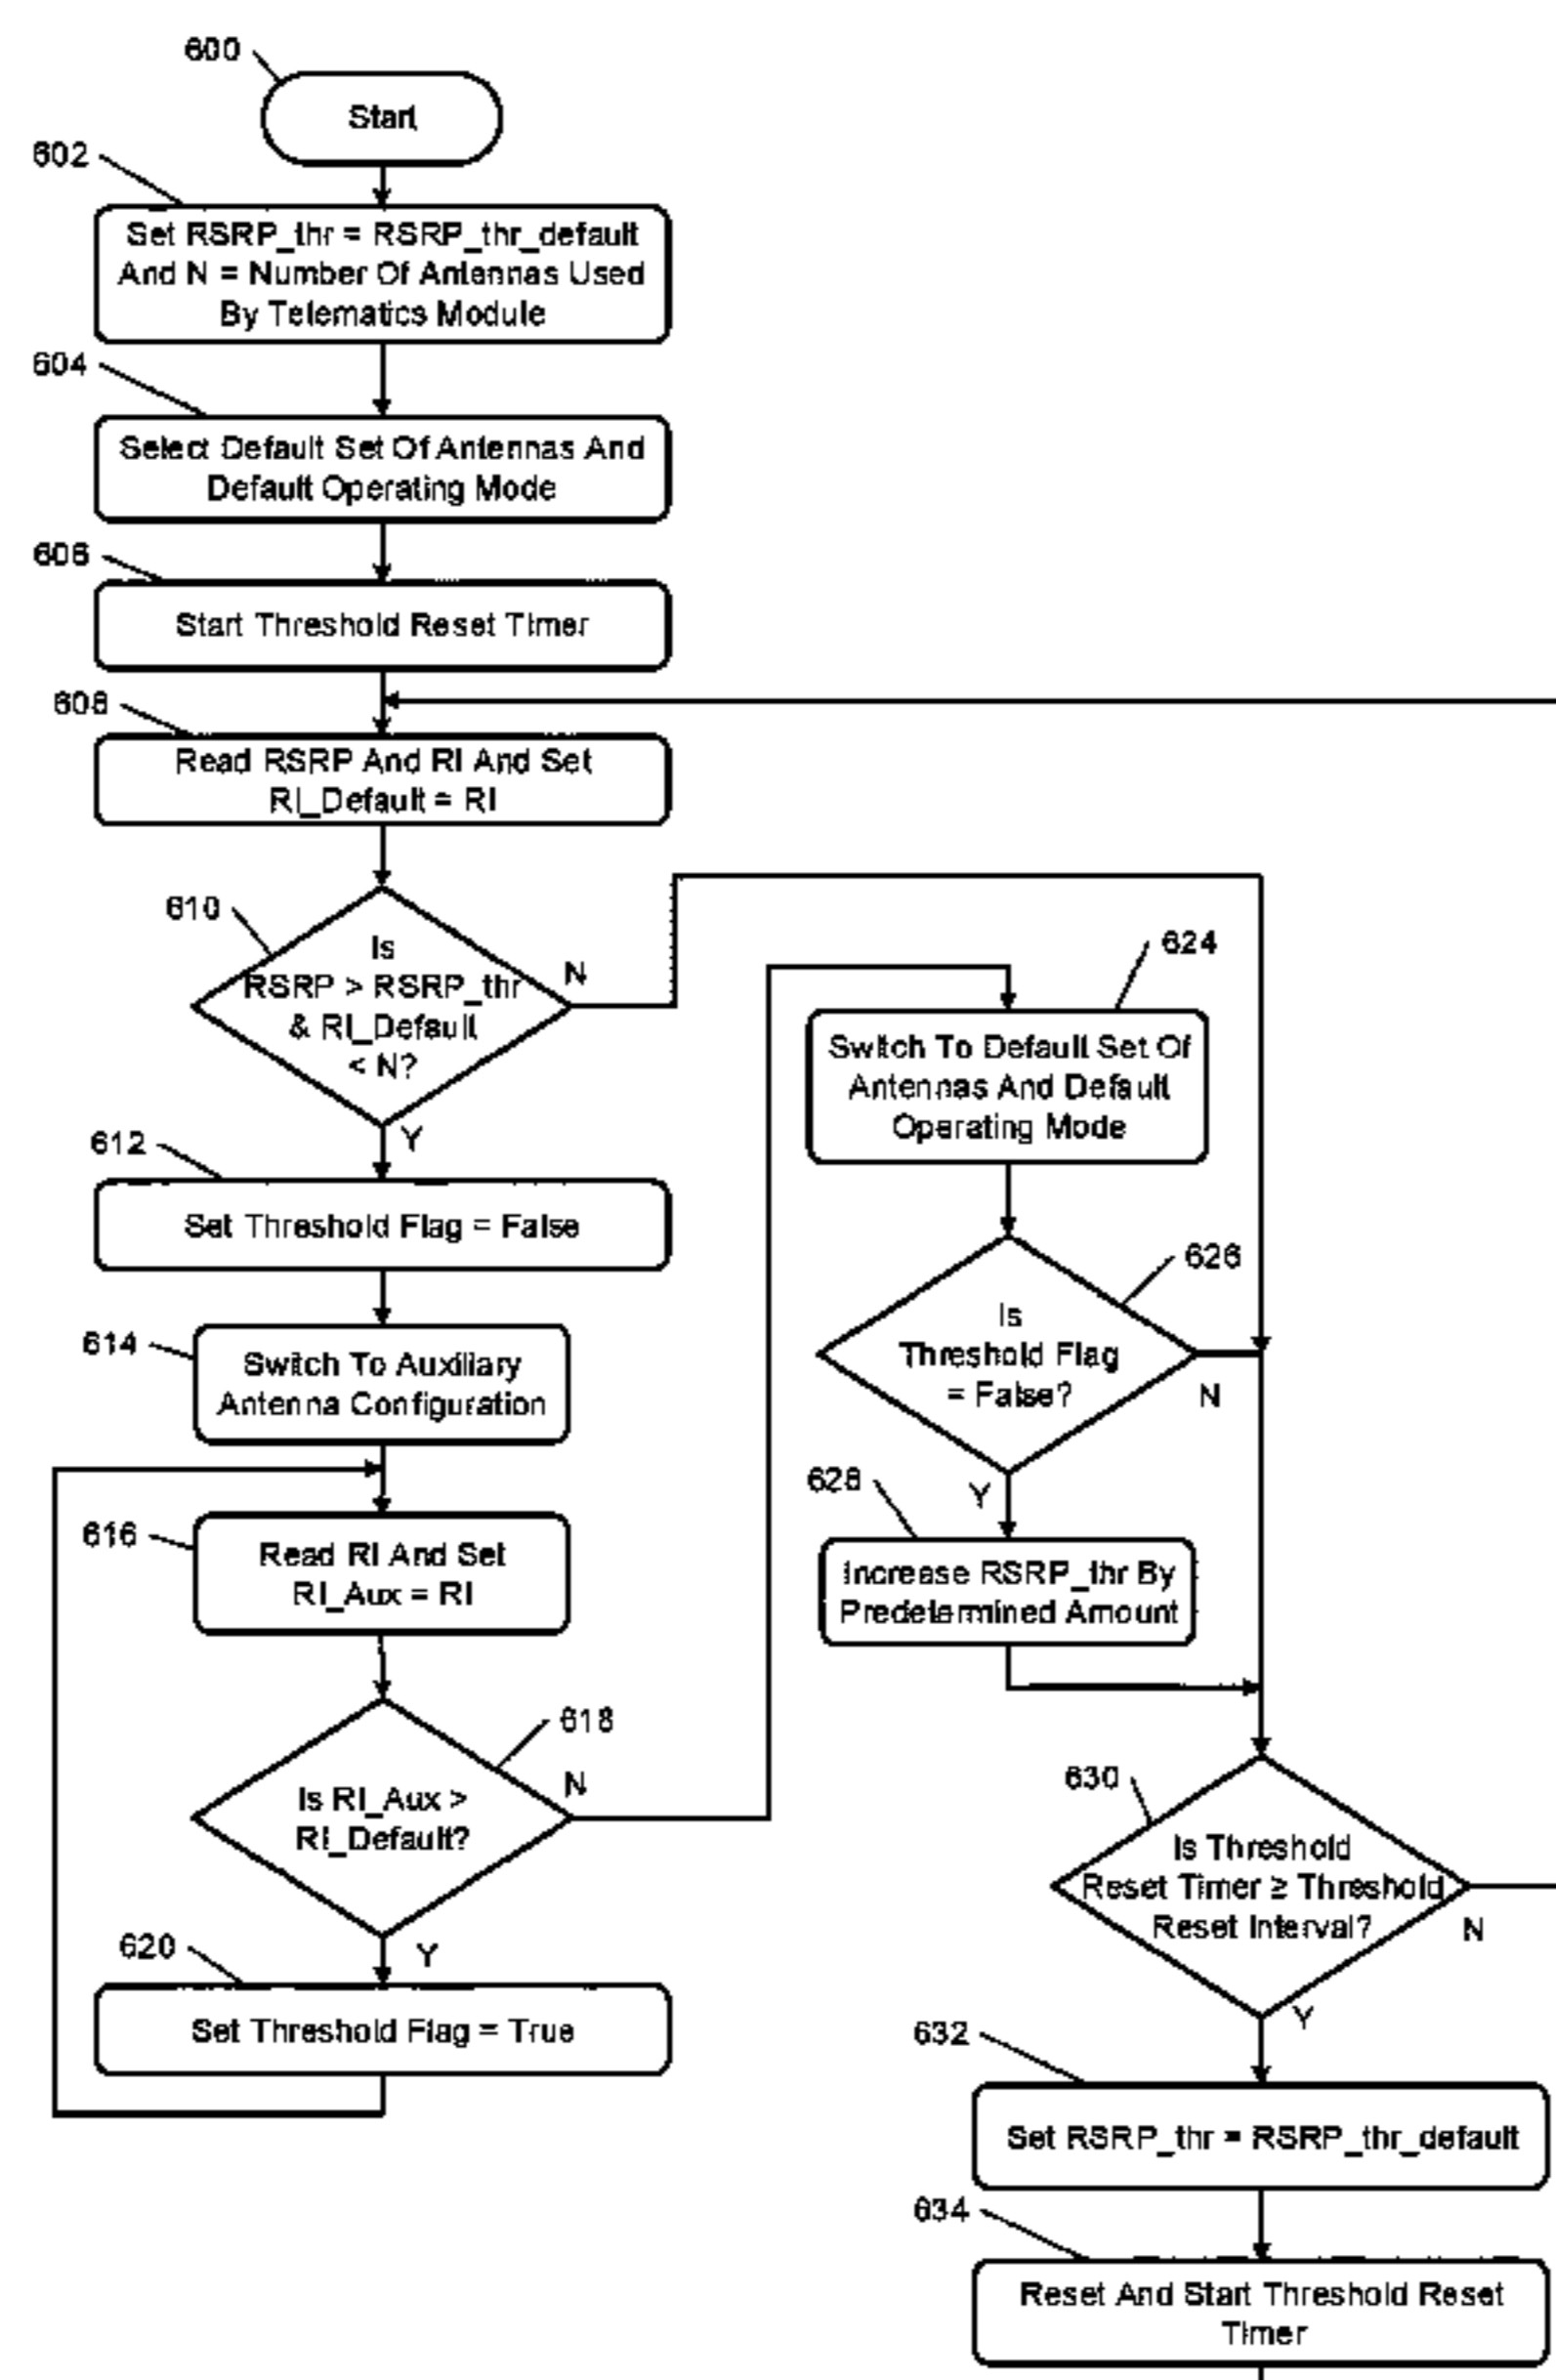 600
Start
602
Set RSRP_thr = RSRP_thr_default
And N = Number Of Antennas Used
By Telematics Module
604
Select Default Set Of Antennas And
Default Operating Mode
606
Start Threshold Reset Timer
608
Read RSRP And RI And Set
RI_Default = RI
610
Is
RSRP > RSRP_thr
& RI_Default
< N?
N
Y
612
Set Threshold Flag = False
614
Switch To Auxiliary
Antenna Configuration
616
Read RI And Set
RI_Aux = RI
618
Is RI_Aux >
RI_Default?
N
Y
620
Set Threshold Flag = True
624
Switch To Default Set Of
Antennas And Default
Operating Mode
626
Is
Threshold Flag
= False?
N
Y
628
Increase RSRP_thr By
Predetermined Amount
630
Is Threshold
Reset Timer ≥ Threshold
Reset Interval?
N
Y
632
Set RSRP_thr = RSRP_thr_default
634
Reset And Start Threshold Reset
Timer